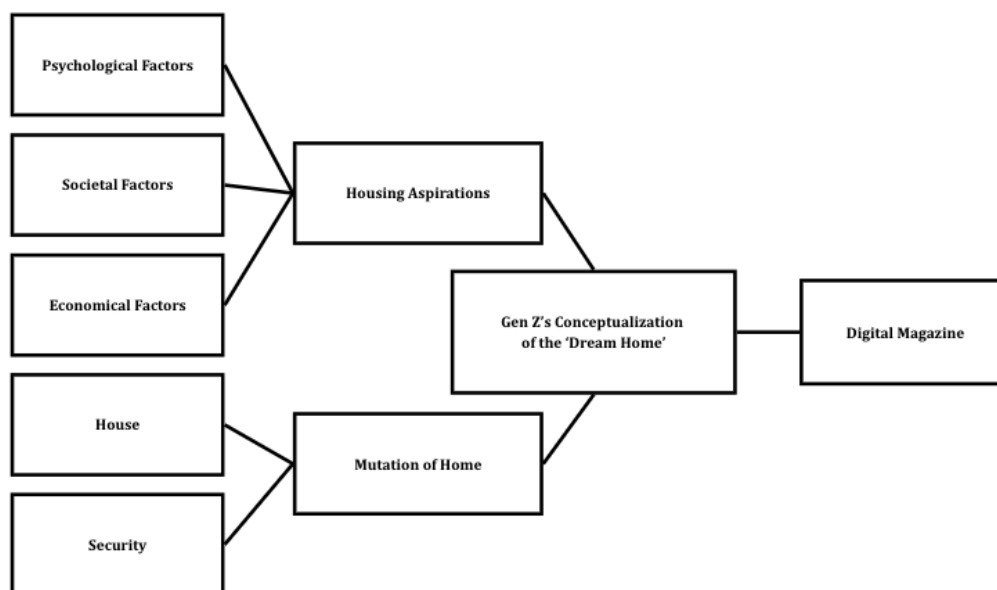 Psychological Factors
Societal Factors
Economical Factors
House
Security
Housing Aspirations
Mutation of Home
Gen Z’s Conceptualization
of the ‘Dream Home’
Digital Magazine